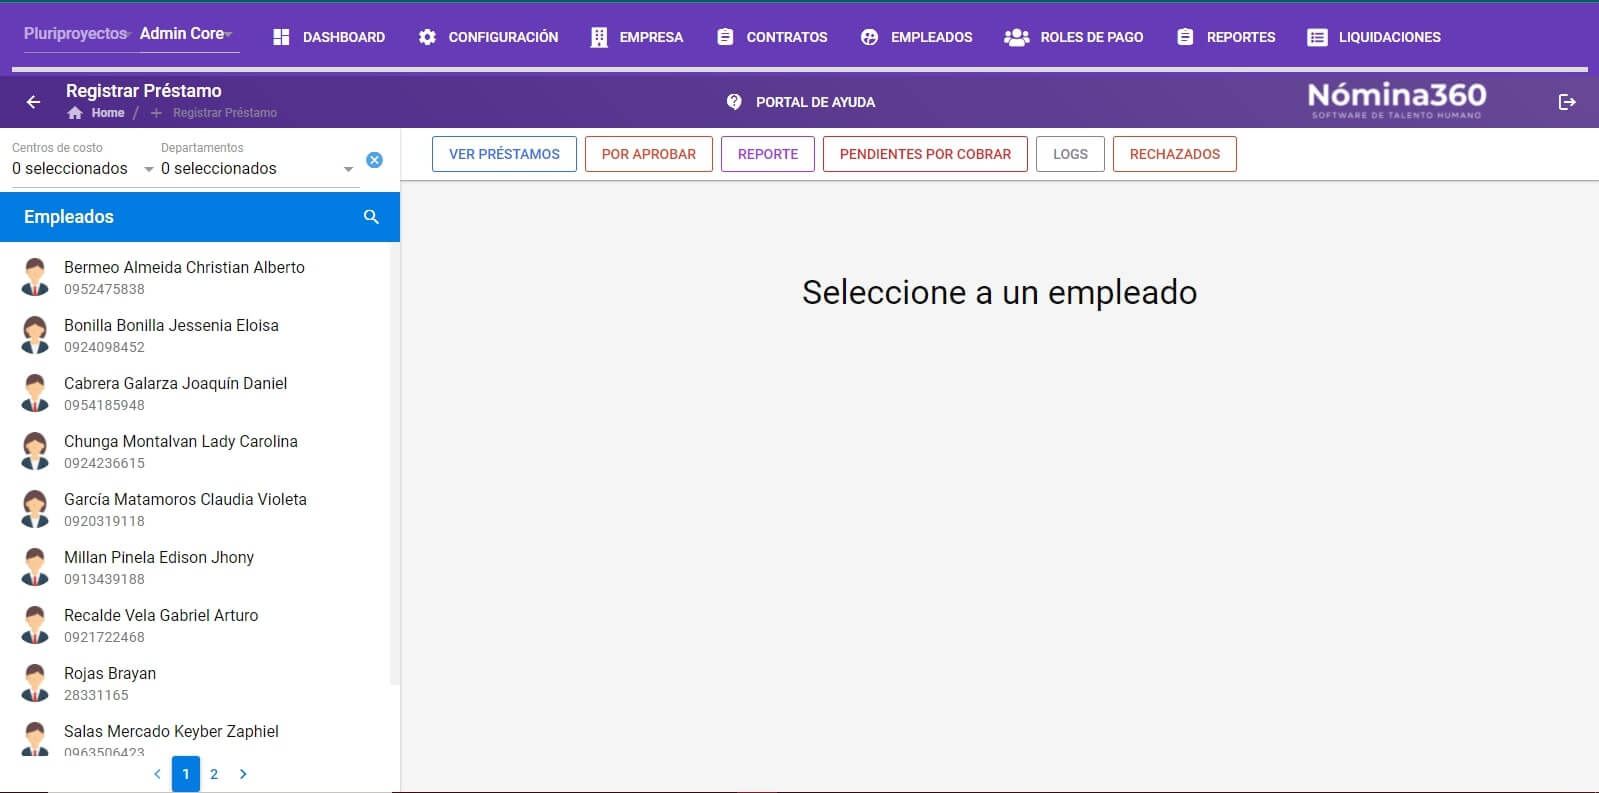 Pluriproyectos Admin Core DASHBOARD CONFIGURACIÓN EMPRESA CONTRATOS EMPLEADOS ROLES DE PAGO REPORTES LIQUIDACIONES
Registrar Préstamo
Home / + Registrar Préstamo
PORTAL DE AYUDA
Nómina360
SOFTWARE DE TALENTO HUMANO
Centros de costo Departamentos
0 seleccionados 0 seleccionados
VER PRÉSTAMOS POR APROBAR REPORTE PENDIENTES POR COBRAR LOGS RECHAZADOS
Empleados
Bermeo Almeida Christian Alberto
0952475838
Bonilla Bonilla Jessenia Eloisa
0924098452
Cabrera Galarza Joaquín Daniel
0954185948
Chunga Montalvan Lady Carolina
0924236615
García Matamoros Claudia Violeta
0920319118
Millan Pinela Edison Jhony
0913439188
Recalde Vela Gabriel Arturo
0921722468
Rojas Brayan
28331165
Salas Mercado Keyber Zaphiel
0963506423
< 1 2 >
Seleccione a un empleado